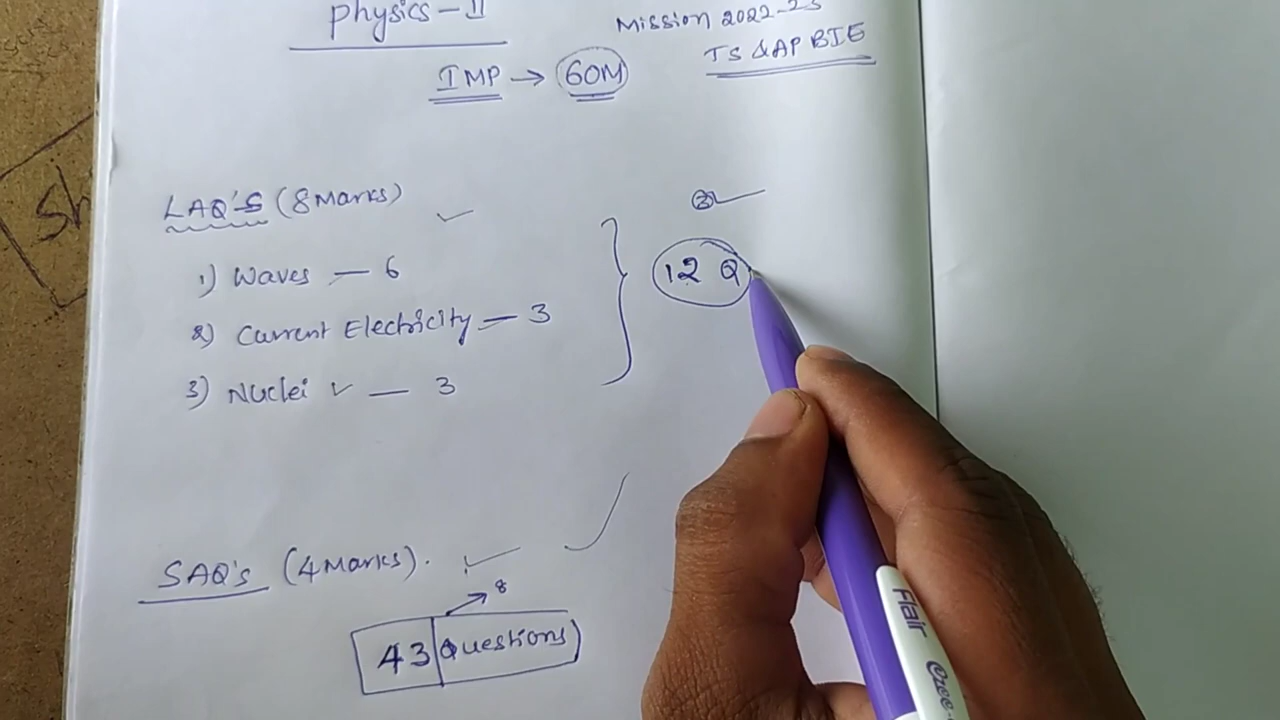 Physics-II
Mission 2022-23
TS & AP BIE
IMP → 60M
LAQ'S (8 Marks)
1) Waves — 6
2) Current Electricity — 3
3) Nuclei ✓ — 3
12 Q
SAQ's (4 Marks).
8
43 Questions
Flair
Sh